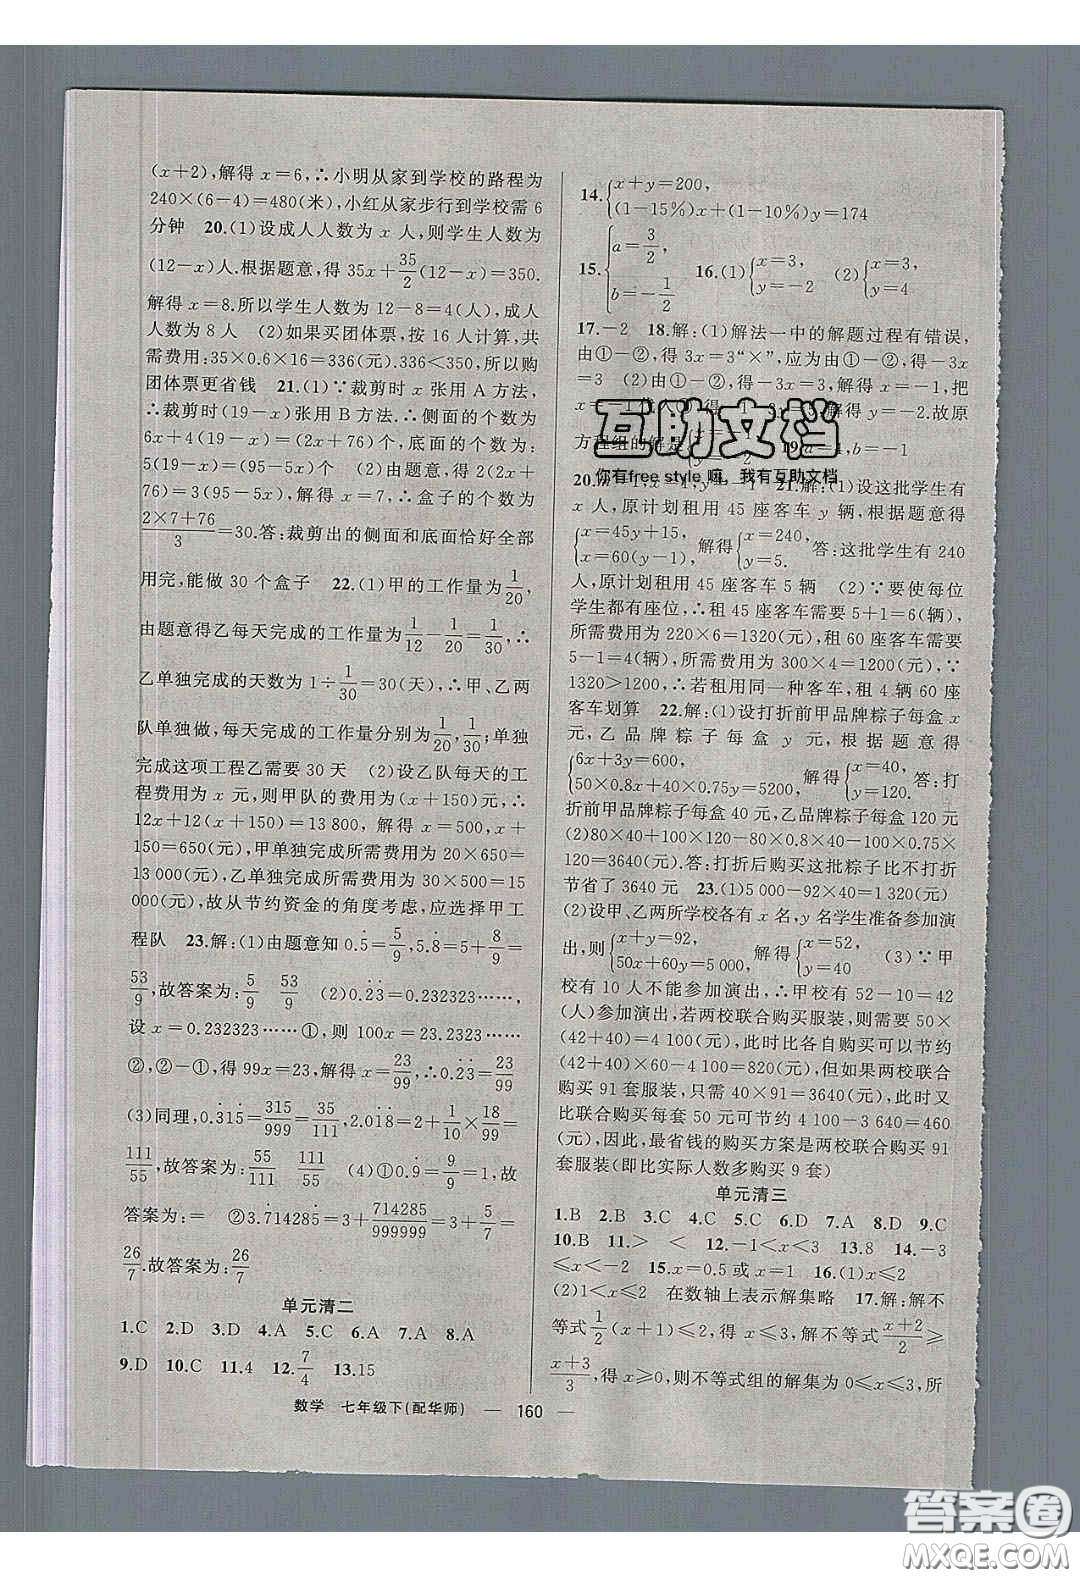 (x+2),解得 x=6,∴小明从家到学校的路程为
240×(6-4)=480(米),小红从家步行到学校需 6
分钟 20.(1)设成人人数为 x 人,则学生人数为
(12-x)人.根据题意,得 35x+35/2(12-x)=350.
解得 x=8.所以学生人数为 12-8=4(人),成人
人数为 8 人 (2)如果买团体票,按 16 人计算,共
需费用:35×0.6×16=336(元).336<350,所以购
团体票更省钱 21.(1)∵裁剪时 x 张用 A 方法,
∴裁剪时(19-x)张用 B 方法.∴侧面的个数为
6x+4(19-x)=(2x+76)个,底面的个数为
5(19-x)=(95-5x)个 (2)由题意,得 2(2x
+76)=3(95-5x),解得 x=7,∴盒子的个数为
(2×7+76)/3=30.答:裁剪出的侧面和底面恰好全部
用完,能做 30 个盒子 22.(1)甲的工作量为1/20,
由题意得乙每天完成的工作量为1/12-1/20=1/30,∴
乙单独完成的天数为 1÷1/30=30(天),∴甲、乙两
队单独做,每天完成的工作量分别为1/20,1/30;单独
完成这项工程乙需要 30 天 (2)设乙队每天的工
程费用为 x 元,则甲队的费用为(x+150)元,∴
12x+12(x+150)=13 800,解得 x=500,x+
150=650(元),甲单独完成所需费用为 20×650=
13 000(元),乙单独完成所需费用为 30×500=15
000(元),故从节约资金的角度考虑,应选择甲工
程队 23.解:(1)由题意知 0.5̇=5/9,5.8̇=5+8/9=
53/9,故答案为:5/9 53/9 (2)0.2̇3̇=0.232323……,
设 x=0.232323……①,则 100x=23.2323……
②,②-①,得 99x=23,解得 x=23/99,∴0.2̇3̇=23/99
(3)同理,0.3̇15̇=315/999=35/111,2.01̇8̇=2+1/10×18/99=
111/55,故答案为:35/111 111/55 (4)①0.9̇=9/9=1,故
答案为:= ②3.7̇14285̇=3+714285/999999=3+5/7=
26/7.故答案为:26/7
单元清二
1.C 2.D 3.D 4.A 5.C 6.A 7.A 8.A
9.D 10.C 11.4 12.7/4 13.15
14.{x+y=200,
(1-15%)x+(1-10%)y=174
15.{a=3/2,
b=-1/2 16.(1){x=3,
y=-2 (2){x=3,
y=4
17.-2 18.解:(1)解法一中的解题过程有错误,
由①-②,得 3x=3“×”,应为由①-②,得-3x
=3 (2)由①-②,得-3x=3,解得 x=-1,把
解得 y=-2.故原
方程组的解是
互助文档
你有free style 嘛,我有互助文档
21.解:(1)设这批学生有
x 人,原计划租用 45 座客车 y 辆,根据题意得
{x=45y+15,
x=60(y-1), 解得{x=240,
y=5. 答:这批学生有 240
人,原计划租用 45 座客车 5 辆 (2)∵要使每位
学生都有座位,∴租 45 座客车需要 5+1=6(辆),
所需费用为 220×6=1320(元),租 60 座客车需要
5-1=4(辆),所需费用为 300×4=1200(元),∵
1320>1200,∴若租用同一种客车,租 4 辆 60 座
客车划算 22.解:(1)设打折前甲品牌粽子每盒 x
元,乙品牌粽子每盒 y 元,根据题意得
{6x+3y=600,
50×0.8x+40×0.75y=5200, 解得{x=40,
y=120. 答:打
折前甲品牌粽子每盒 40 元,乙品牌粽子每盒 120 元
(2)80×40+100×120-80×0.8×40-100×0.75×
120=3640(元).答:打折后购买这批粽子比不打折
节省了 3640 元 23.(1)5 000-92×40=1 320(元)
(2)设甲、乙两所学校各有 x 名,y 名学生准备参加演
出,则{x+y=92,
50x+60y=5 000, 解得{x=52,
y=40 (3)∵甲
校有 10 人不能参加演出,∴甲校有 52-10=42
(人)参加演出,若两校联合购买服装,则需要 50×
(42+40)=4 100(元),此时比各自购买可以节约
(42+40)×60-4 100=820(元),但如果两校联合
购买 91 套服装,只需 40×91=3640(元),此时又
比联合购买每套 50 元可节约 4 100-3 640=460
(元),因此,最省钱的购买方案是两校联合购买 91
套服装(即比实际人数多购买 9 套)
单元清三
1.B 2.B 3.C 4.C 5.C 6.D 7.A 8.D 9.C
10.B 11.> < 12.-1<x<3 13.8 14.-3
≤x<-2 15.x=0.5 或 x=1 16.(1)x≤2
(2)1<x≤2 在数轴上表示解集略 17.解:解不
等式1/2(x+1)≤2,得 x≤3,解不等式(x+2)/2≥
(x+3)/3,得 x≥0,则不等式组的解集为 0≤x≤3,所
数学 七年级下(配华师) — 160 —
答案圈
MXQE.COM